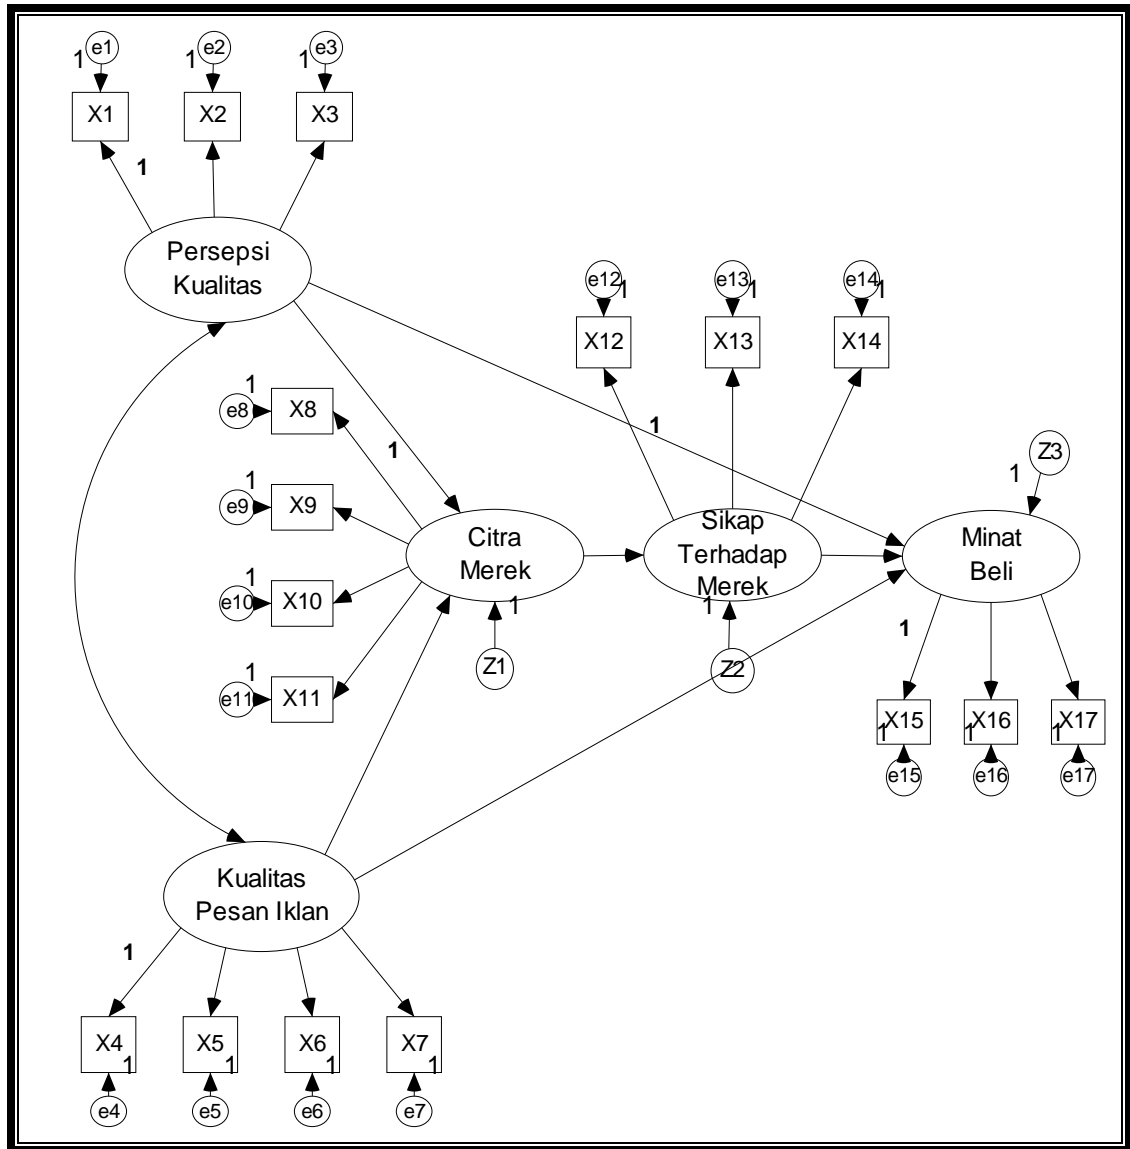 1 e1 1 e2 1 e3
X1 X2 X3
1
Persepsi
Kualitas
e12 1 e13 1 e14 1
X12 X13 X14
1
e8 X8
1
1
Z3
1
1
e9 X9
Sikap
Terhadap
Merek
Citra
Merek
Minat
Beli
1
e10 X10
1
1
1
1
e11 X11
Z1
Z2
X15 X16 X17
1 1 1
e15 e16 e17
Kualitas
Pesan Iklan
1
X4 X5 X6 X7
1 1 1 1
e4 e5 e6 e7